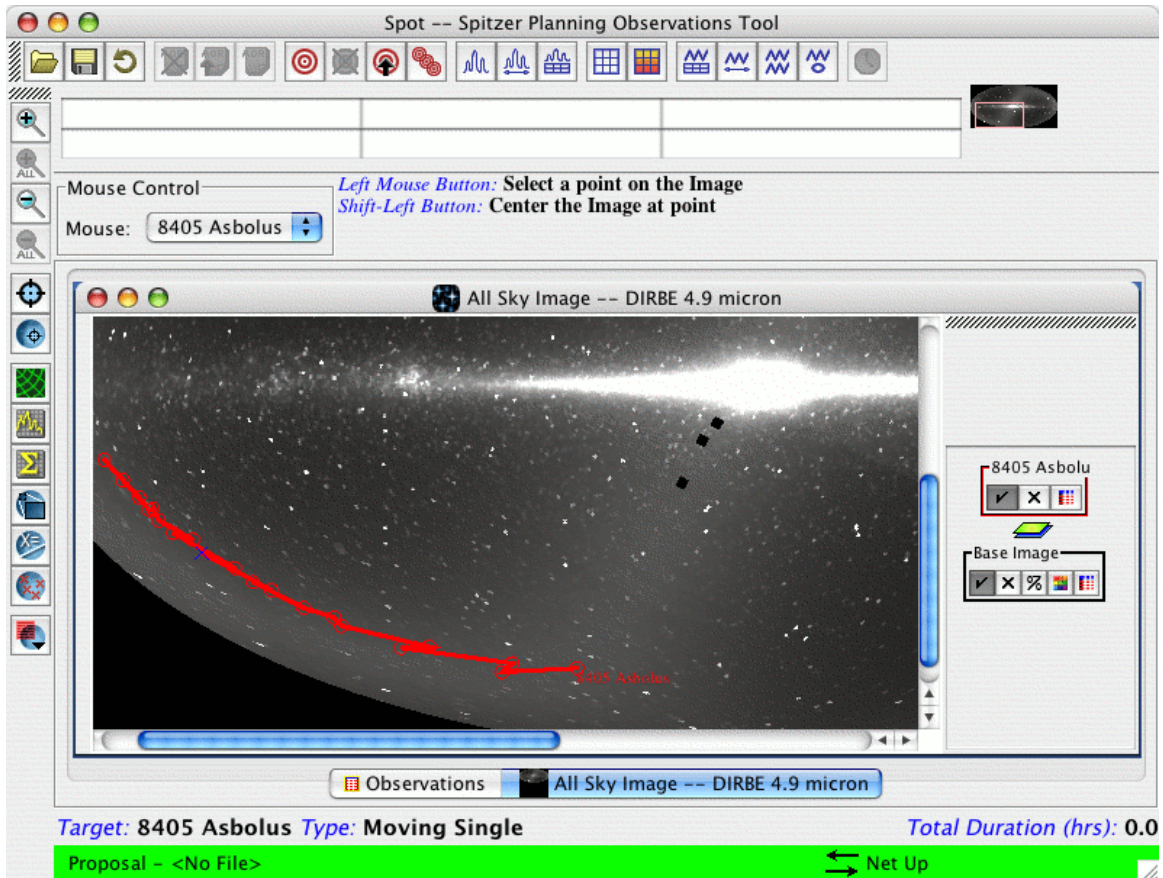 Spot -- Spitzer Planning Observations Tool
ALL
ALL
Mouse Control
Mouse: 8405 Asbolus
Left Mouse Button: Select a point on the Image
Shift-Left Button: Center the Image at point
All Sky Image -- DIRBE 4.9 micron
8405 Asbolus
8405 Asbolu
Base Image
Observations
All Sky Image -- DIRBE 4.9 micron
Target: 8405 Asbolus Type: Moving Single
Total Duration (hrs): 0.0
Proposal - <No File>
Net Up